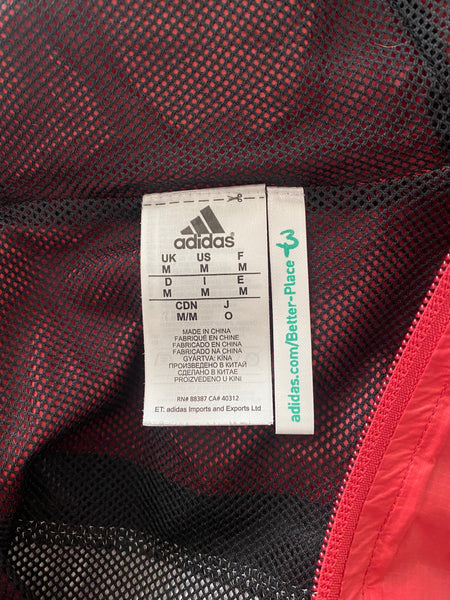 adidas
UK US F
M M M
D I E
M M M
CDN J
M/M O
MADE IN CHINA
FABRIQUÉ EN CHINE
FABRICADO EN CHINA
FABRICADO NA CHINA
GYÁRTVA: KÍNA
ПРОИЗВЕДЕНО В КИТАЙ
СДЕЛАНО В КИТАЕ
PROIZVEDENO U KINI
RN# 88387 CA# 40312
ET: adidas Imports and Exports Ltd
adidas.com/Better-Place